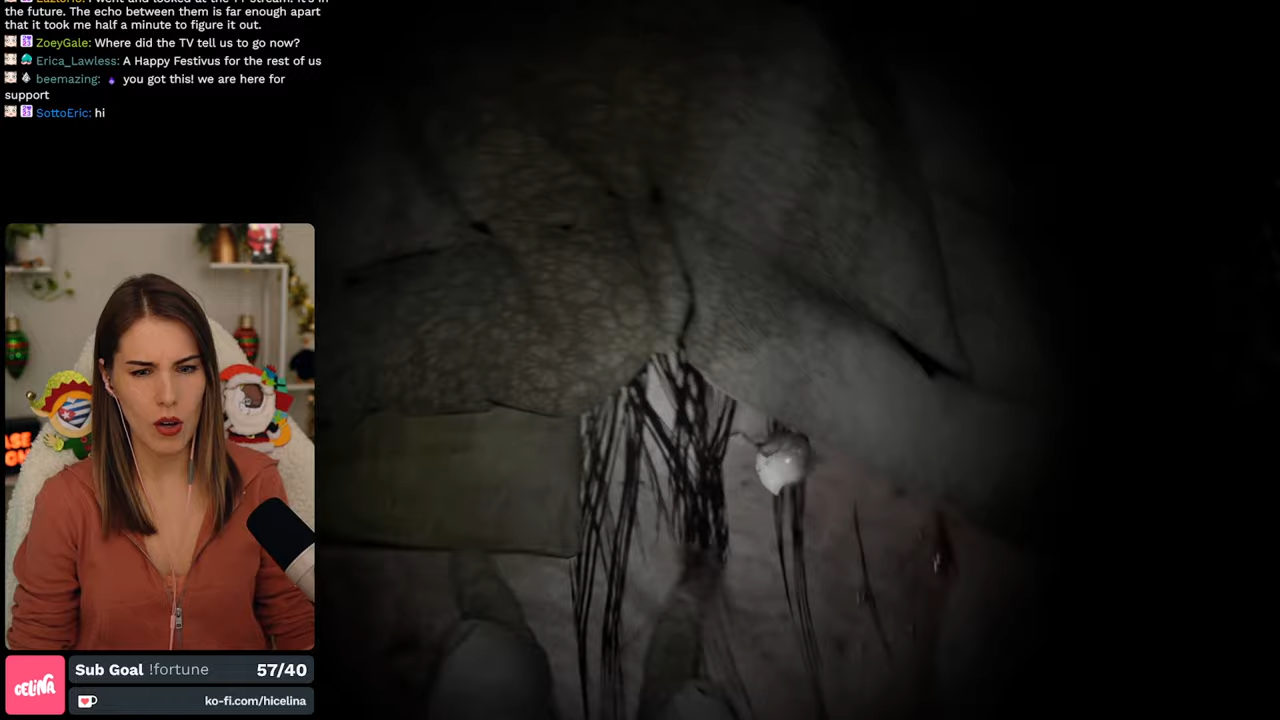 the future. The echo between them is far enough apart
that it took me half a minute to figure it out.
ZoeyGale: Where did the TV tell us to go now?
Erica_Lawless: A Happy Festivus for the rest of us
beemazing: you got this! we are here for
support
SottoEric: hi
CELINA
Sub Goal !fortune 57/40
ko-fi.com/hicelina